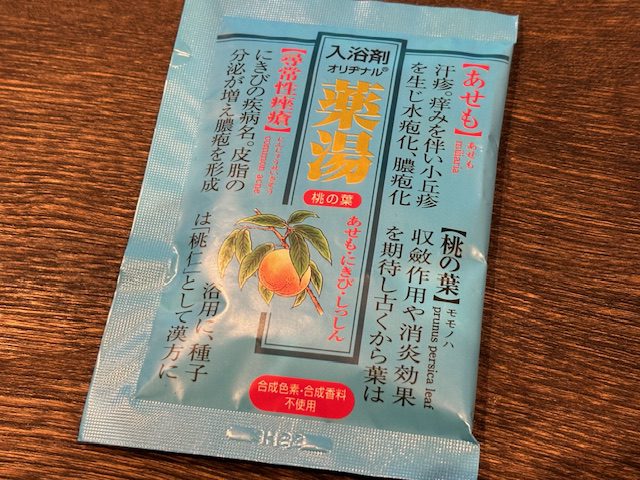 入浴剤
オリヂナル®
薬湯
桃の葉
あせも・にきび・しっしん
【あせも】
あせも
miliaria
汗疹。痒みを伴い小丘疹
を生じ水疱化、膿疱化
【桃の葉】
モモノハ
prunus persica leaf
収斂作用や消炎効果
を期待し古くから葉は
浴用に、種子
は「桃仁」として漢方に
【尋常性痤瘡】
common acne
にきびの疾病名。皮脂の
分泌が増え膿疱を形成
合成色素・合成香料
不使用